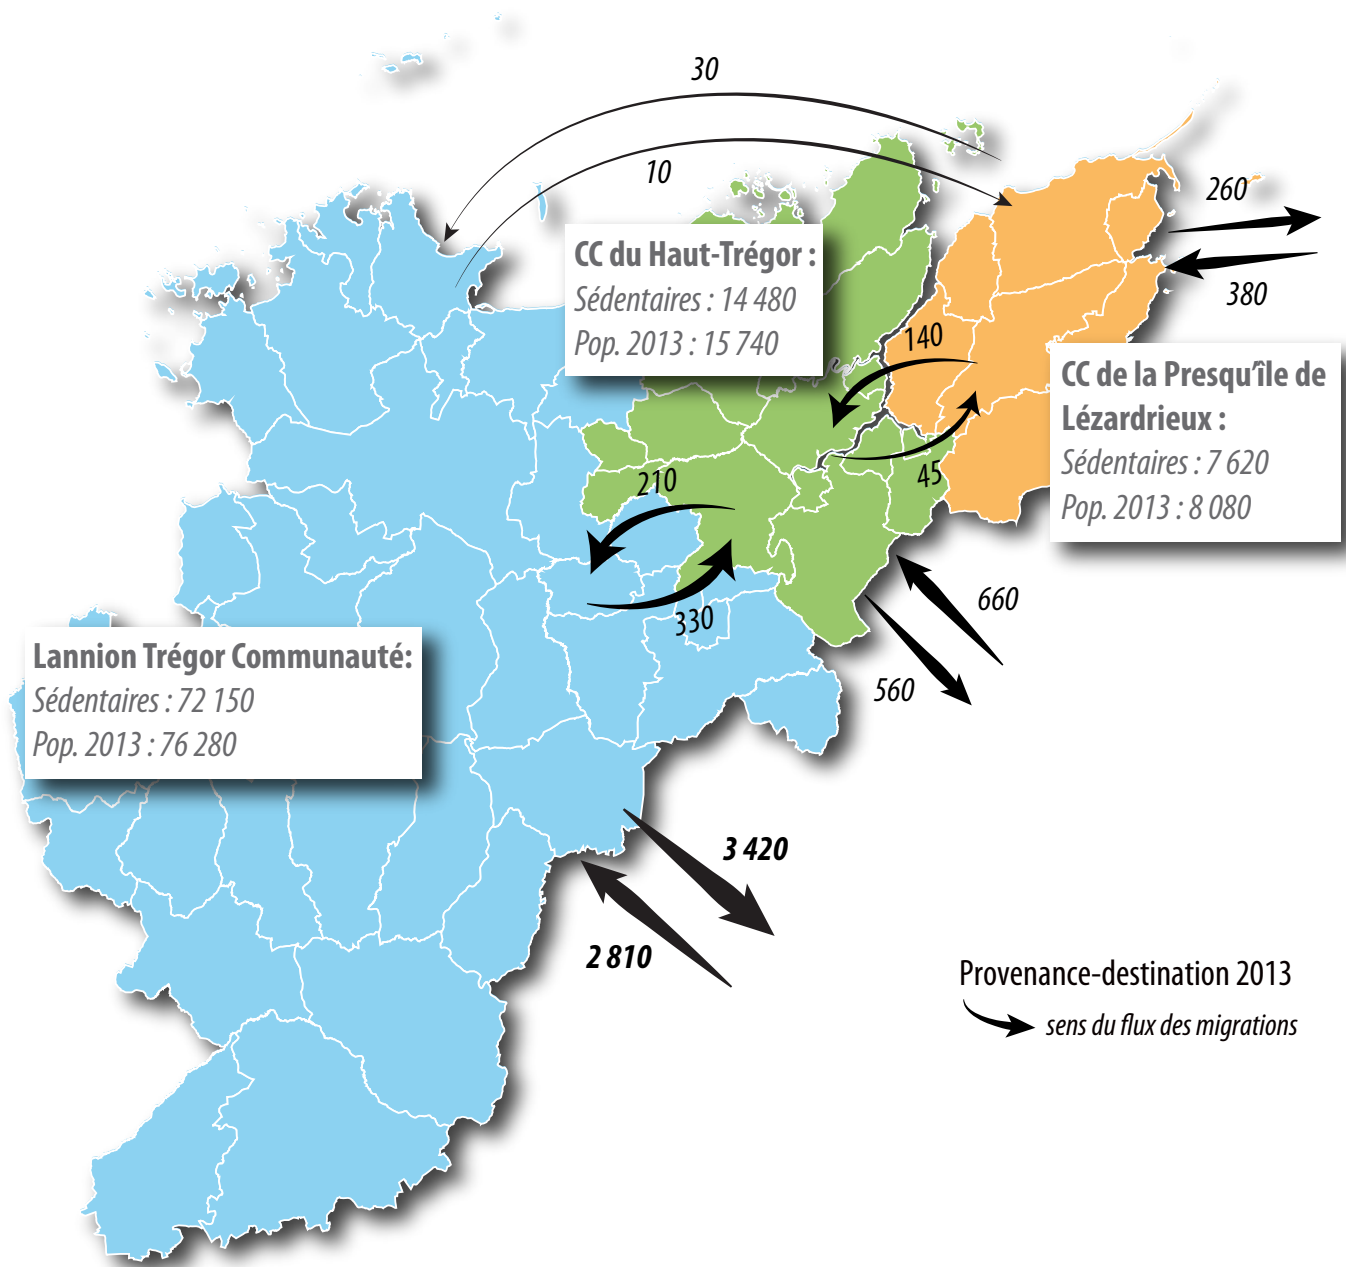 30
10
260
380
CC du Haut-Trégor :
Sédentaires : 14 480
Pop. 2013 : 15 740
140
CC de la Presqu'île de
Lézardrieux :
Sédentaires : 7 620
Pop. 2013 : 8 080
45
210
330
660
560
Lannion Trégor Communauté:
Sédentaires : 72 150
Pop. 2013 : 76 280
3 420
2 810
Provenance-destination 2013
sens du flux des migrations